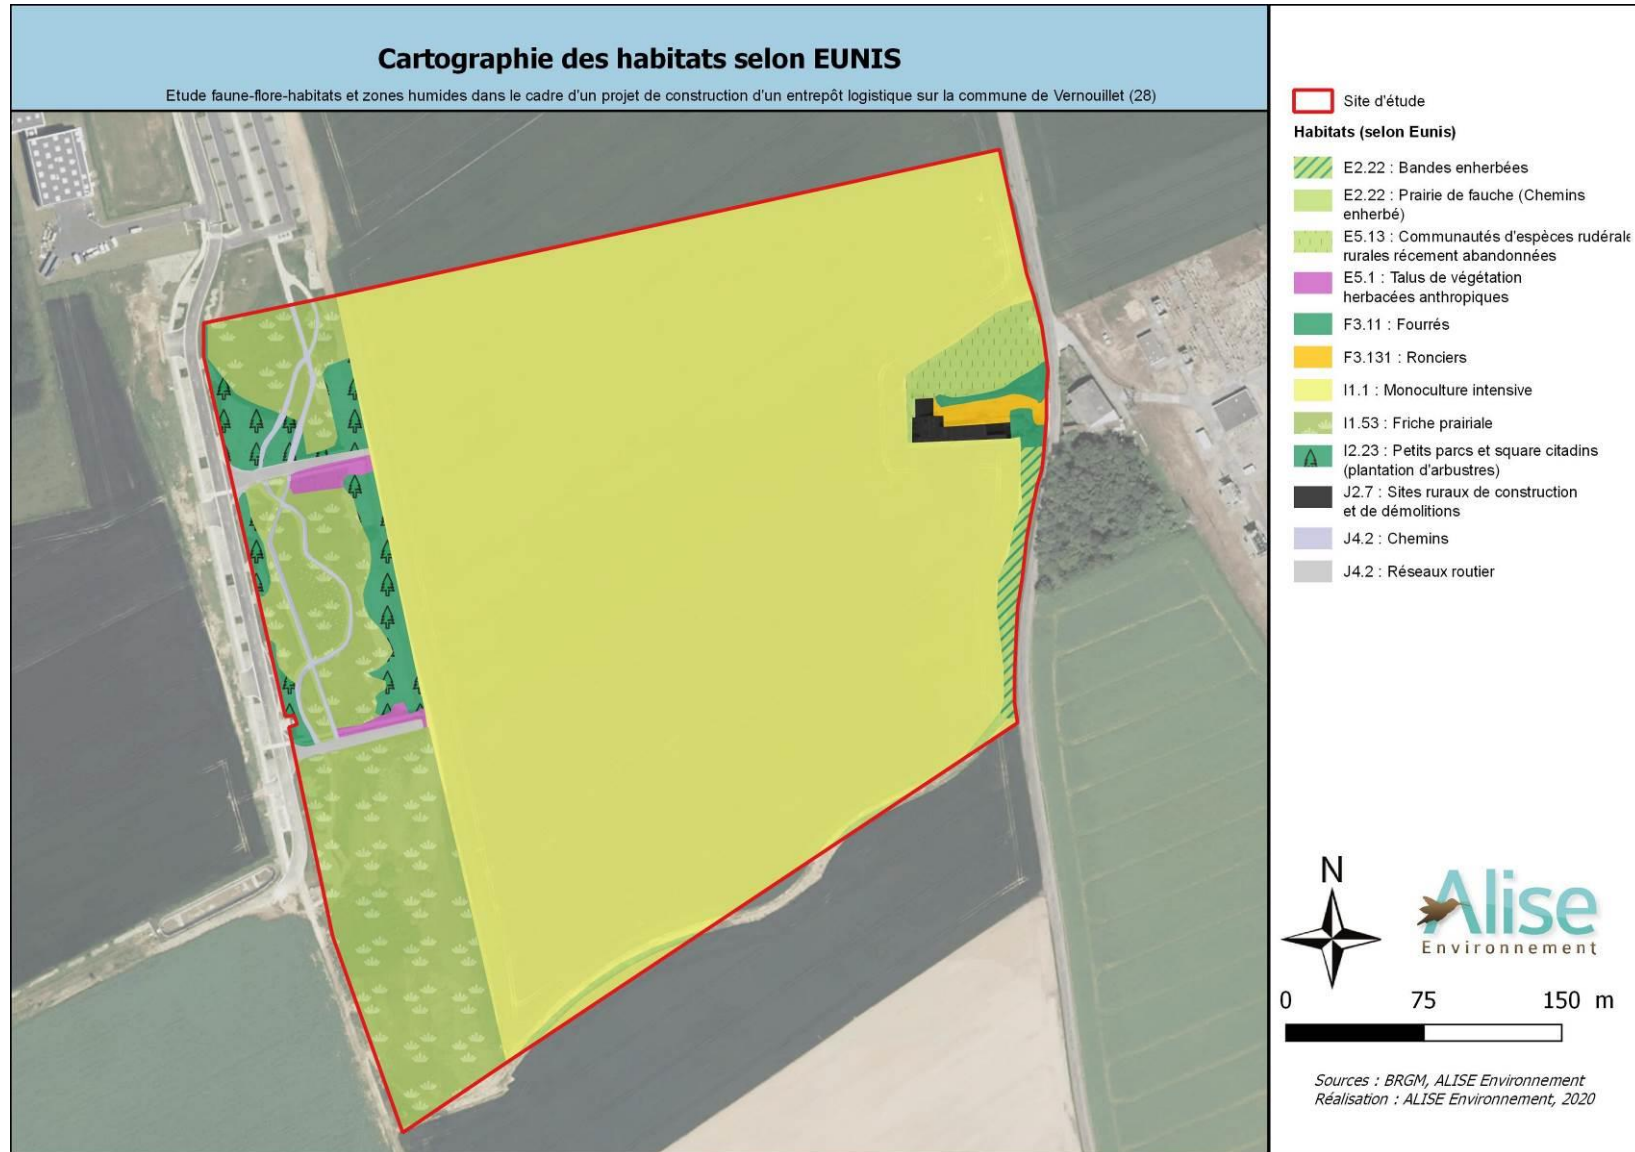 Cartographie des habitats selon EUNIS
Etude faune-flore-habitats et zones humides dans le cadre d'un projet de construction d'un entrepôt logistique sur la commune de Vernouillet (28)
Site d'étude
Habitats (selon Eunis)
E2.22 : Bandes enherbées
E2.22 : Prairie de fauche (Chemins
enherbé)
E5.13 : Communautés d'espèces rudérale
rurales récement abandonnées
E5.1 : Talus de végétation
herbacées anthropiques
F3.11 : Fourrés
F3.131 : Ronciers
I1.1 : Monoculture intensive
I1.53 : Friche prairiale
I2.23 : Petits parcs et square citadins
(plantation d'arbustres)
J2.7 : Sites ruraux de construction
et de démolitions
J4.2 : Chemins
J4.2 : Réseaux routier
N
Alise
Environnement
0 75 150 m
Sources : BRGM, ALISE Environnement
Réalisation : ALISE Environnement, 2020